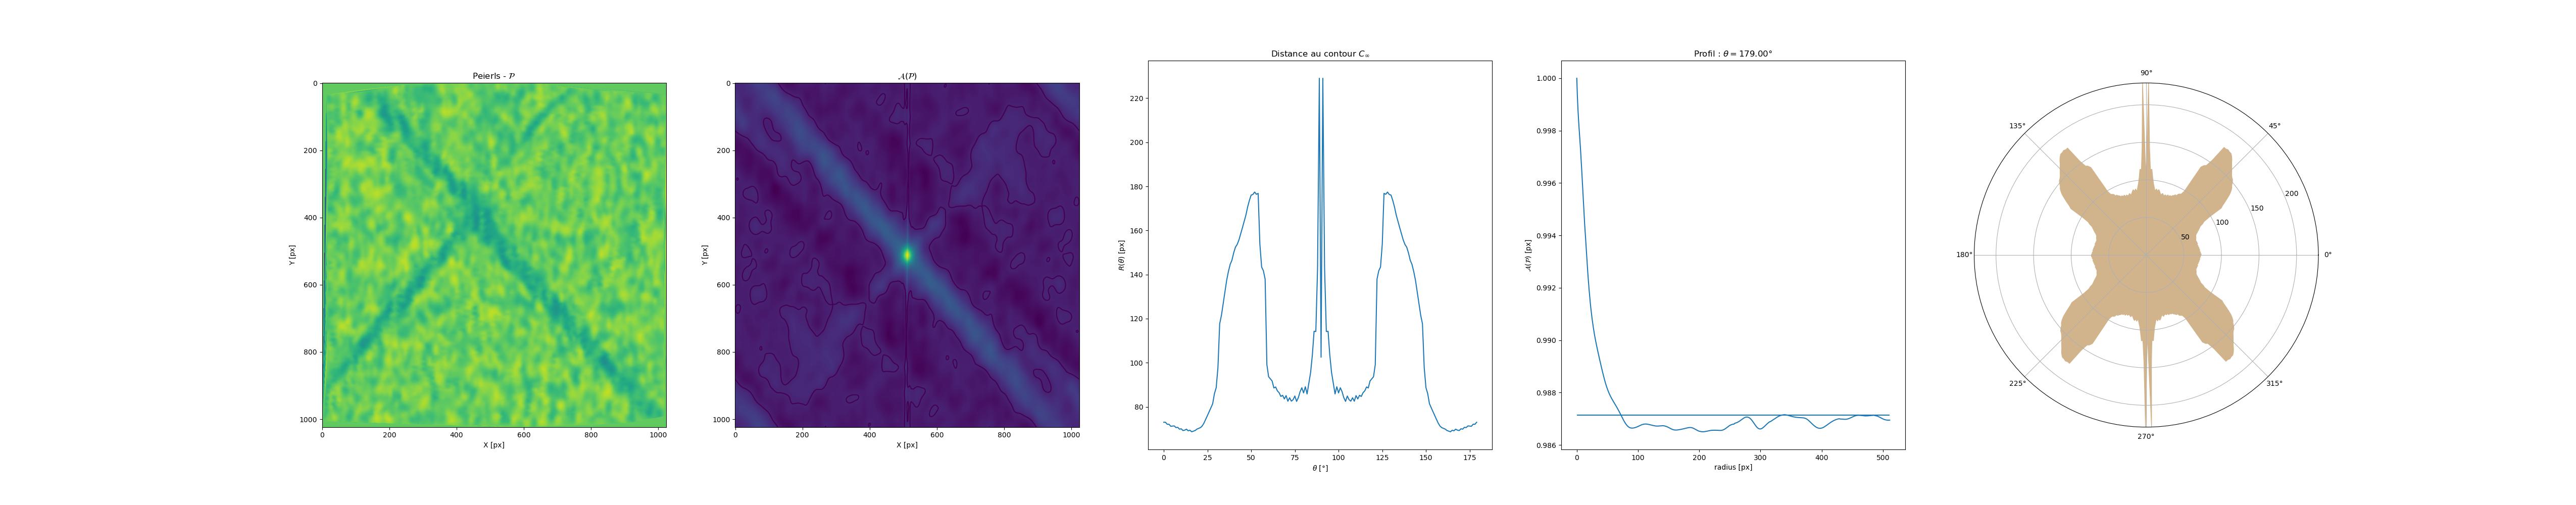 Peierls - 𝒫
0
200
400
600
800
1000
Y [px]
0 200 400 600 800 1000
X [px]
𝒜(𝒫)
0
200
400
600
800
1000
Y [px]
0 200 400 600 800 1000
X [px]
Distance au contour C∞
220
200
180
160
140
120
100
80
R(θ) [px]
0 25 50 75 100 125 150 175
θ [°]
Profil : θ = 179.00°
1.000
0.998
0.996
0.994
0.992
0.990
0.988
0.986
𝒜(𝒫) [px]
0 100 200 300 400 500
radius [px]
90°
135° 45°
200
150
100
50
180° 0°
225° 315°
270°